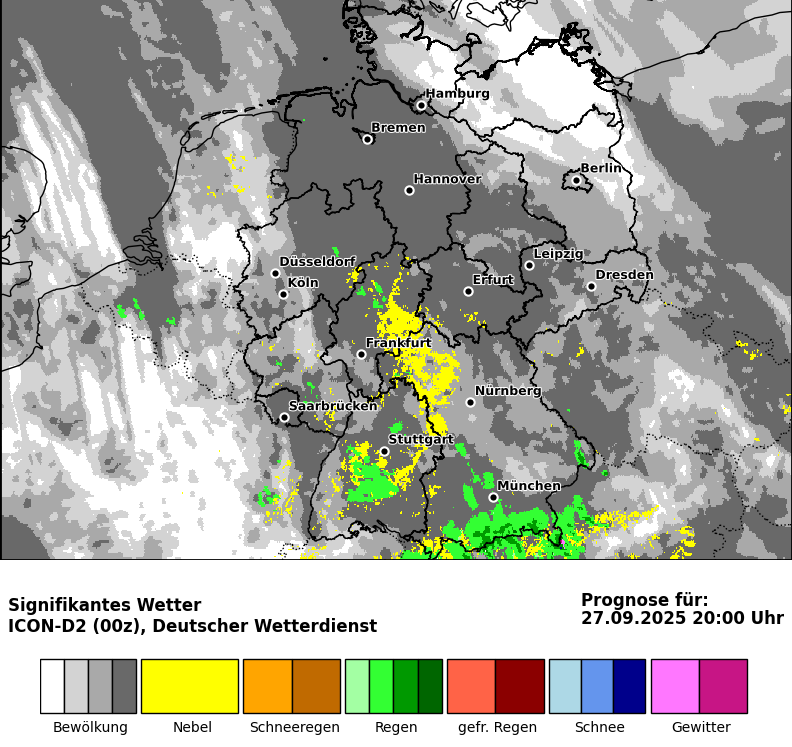 Hamburg
Bremen
Berlin
Hannover
Leipzig
Düsseldorf
Dresden
Köln
Erfurt
Frankfurt
Nürnberg
Saarbrücken
Stuttgart
München
Signifikantes Wetter
ICON-D2 (00z), Deutscher Wetterdienst
Prognose für:
27.09.2025 20:00 Uhr
Bewölkung Nebel Schneeregen Regen gefr. Regen Schnee Gewitter